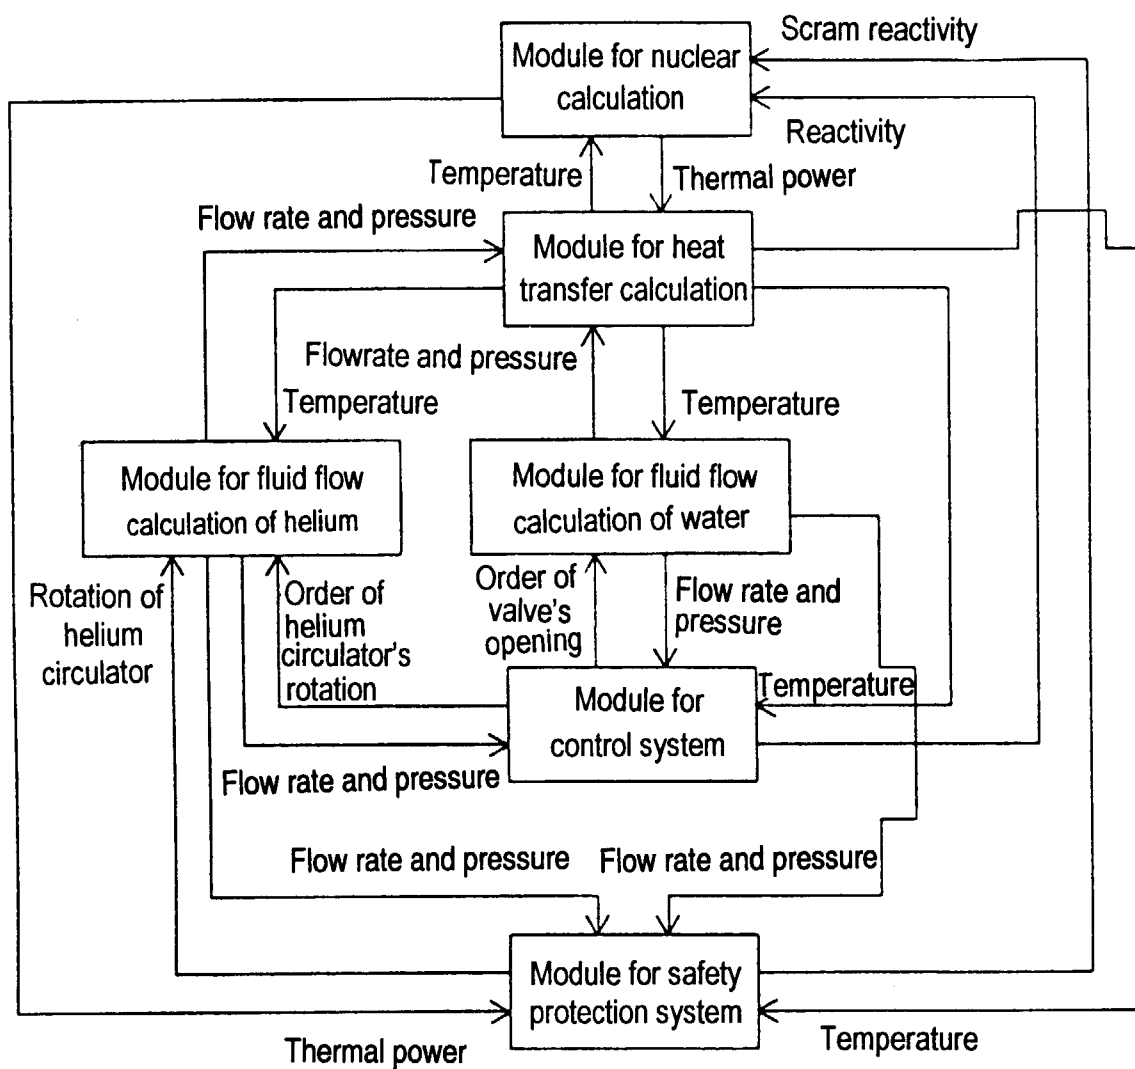 Scram reactivity
Module for nuclear
calculation
Reactivity
Temperature
Thermal power
Flow rate and pressure
Module for heat
transfer calculation
Flowrate and pressure
Temperature
Temperature
Module for fluid flow
calculation of helium
Module for fluid flow
calculation of water
Rotation of
helium
circulator
Order of
helium
circulator's
rotation
Order of
valve's
opening
Flow rate and
pressure
Temperature
Module for
control system
Flow rate and pressure
Flow rate and pressure
Flow rate and pressure
Module for safety
protection system
Thermal power
Temperature